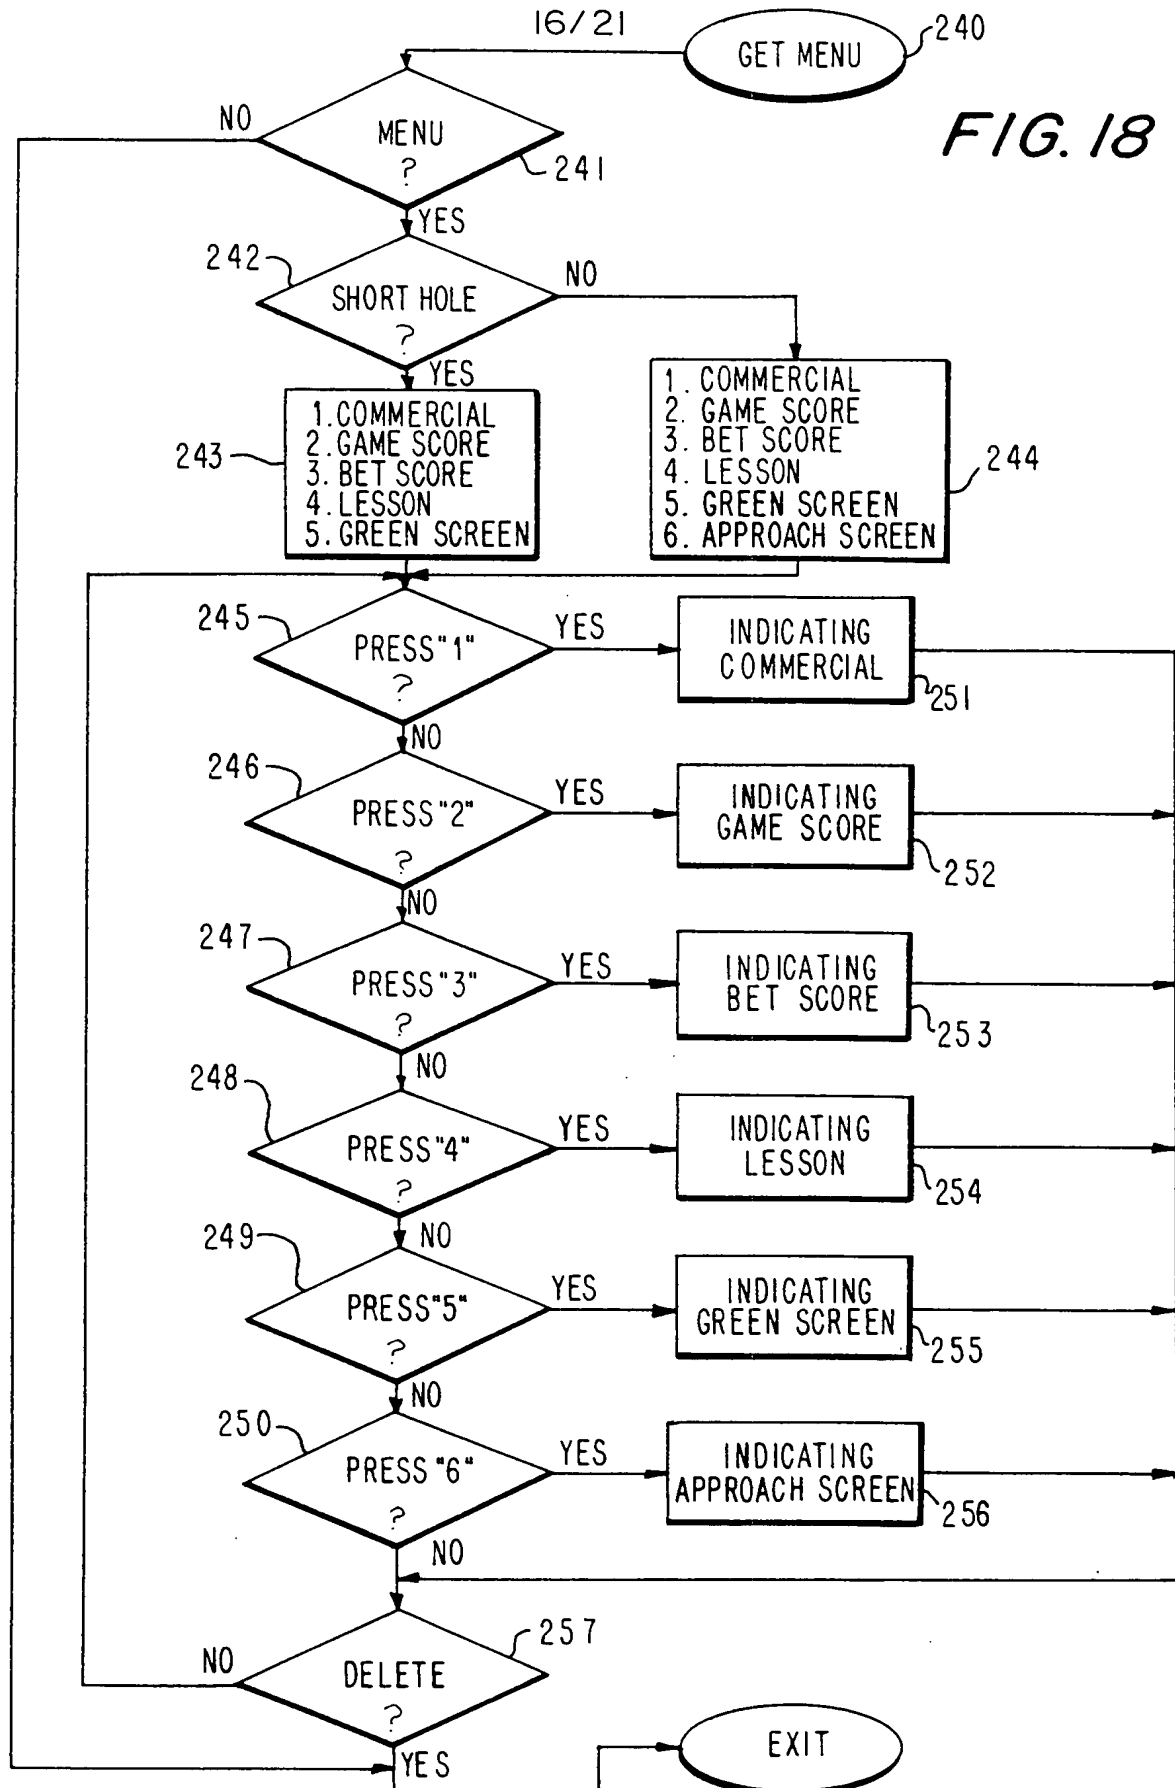 16/21
GET MENU
240
FIG. 18
NO
MENU
?
241
YES
242
SHORT HOLE
?
NO
YES
243
1. COMMERCIAL
2. GAME SCORE
3. BET SCORE
4. LESSON
5. GREEN SCREEN
1. COMMERCIAL
2. GAME SCORE
3. BET SCORE
4. LESSON
5. GREEN SCREEN
6. APPROACH SCREEN
244
245
PRESS "1"
?
YES
INDICATING
COMMERCIAL
251
NO
246
PRESS "2"
?
YES
INDICATING
GAME SCORE
252
NO
247
PRESS "3"
?
YES
INDICATING
BET SCORE
253
NO
248
PRESS "4"
?
YES
INDICATING
LESSON
254
NO
249
PRESS "5"
?
YES
INDICATING
GREEN SCREEN
255
NO
250
PRESS "6"
?
YES
INDICATING
APPROACH SCREEN
256
NO
257
NO
DELETE
?
YES
EXIT